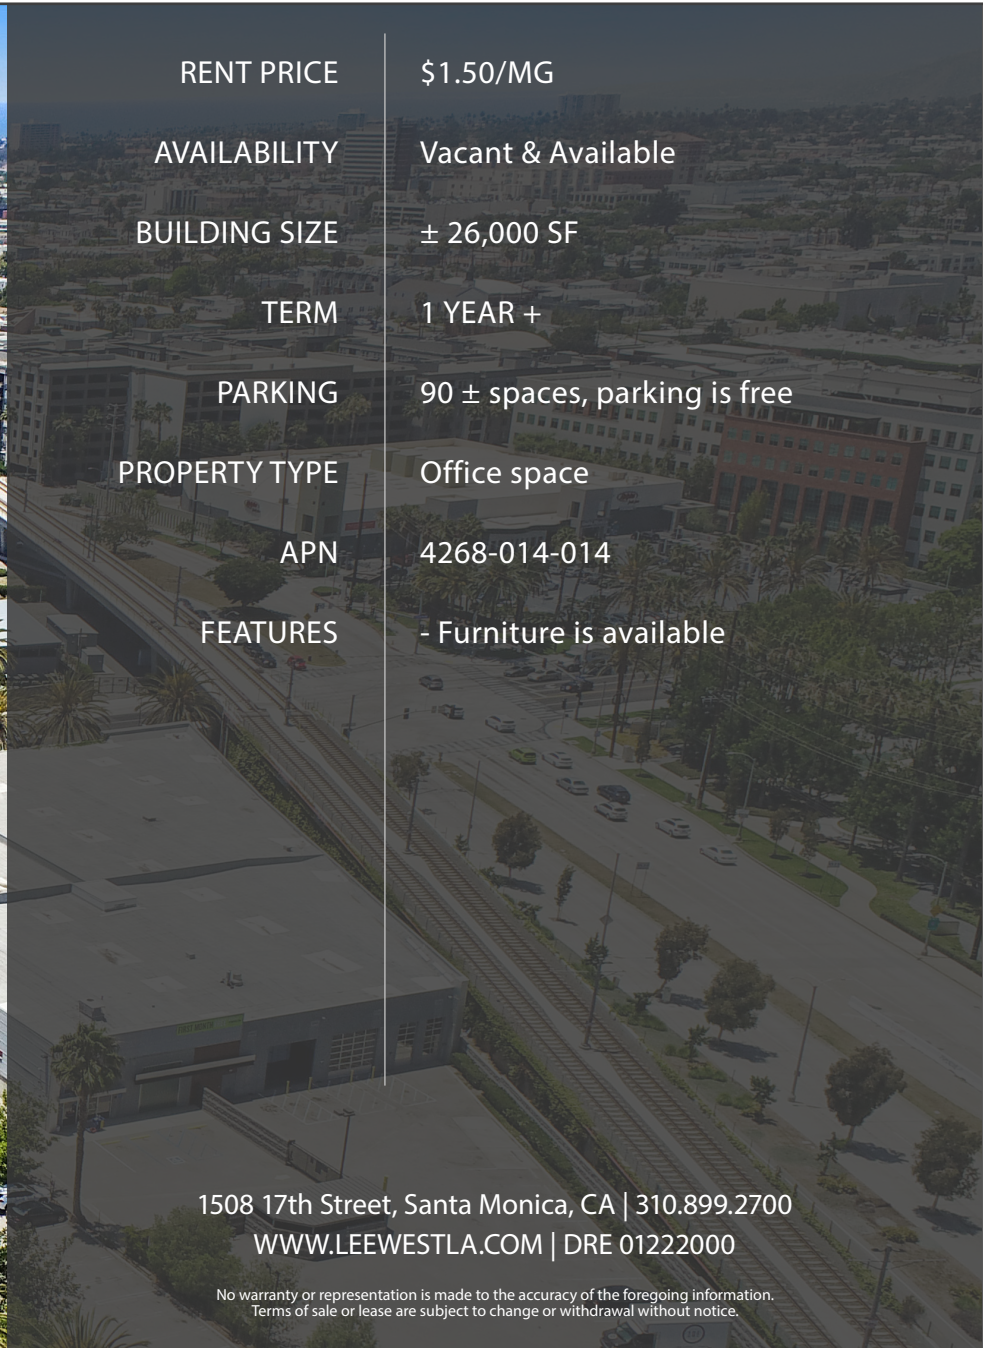 RENT PRICE $1.50/MG
AVAILABILITY Vacant & Available
BUILDING SIZE ± 26,000 SF
TERM 1 YEAR +
PARKING 90 ± spaces, parking is free
PROPERTY TYPE Office space
APN 4268-014-014
FEATURES - Furniture is available
1508 17th Street, Santa Monica, CA | 310.899.2700
WWW.LEEWESTLA.COM | DRE 01222000
No warranty or representation is made to the accuracy of the foregoing information.
Terms of sale or lease are subject to change or withdrawal without notice.